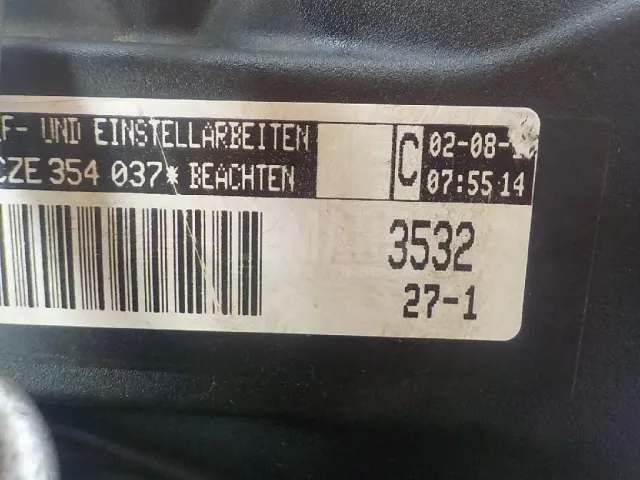 F- UND EINSTELLARBEITEN
CZE 354 037* BEACHTEN
C
02-08-
07:55 14
3532
27-1